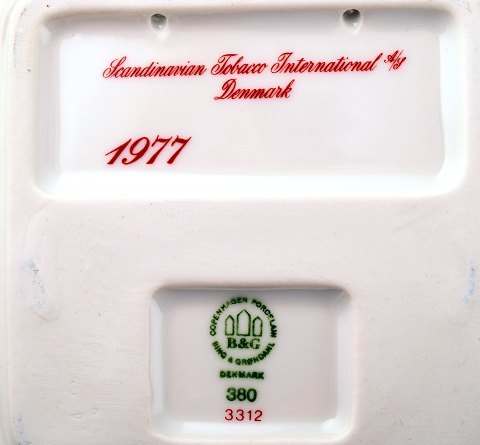 Scandinavian Tobacco International A/S
Denmark
1977
COPENHAGEN PORCELAIN
B&G
BING & GRØNDAHL
DENMARK
380
3312